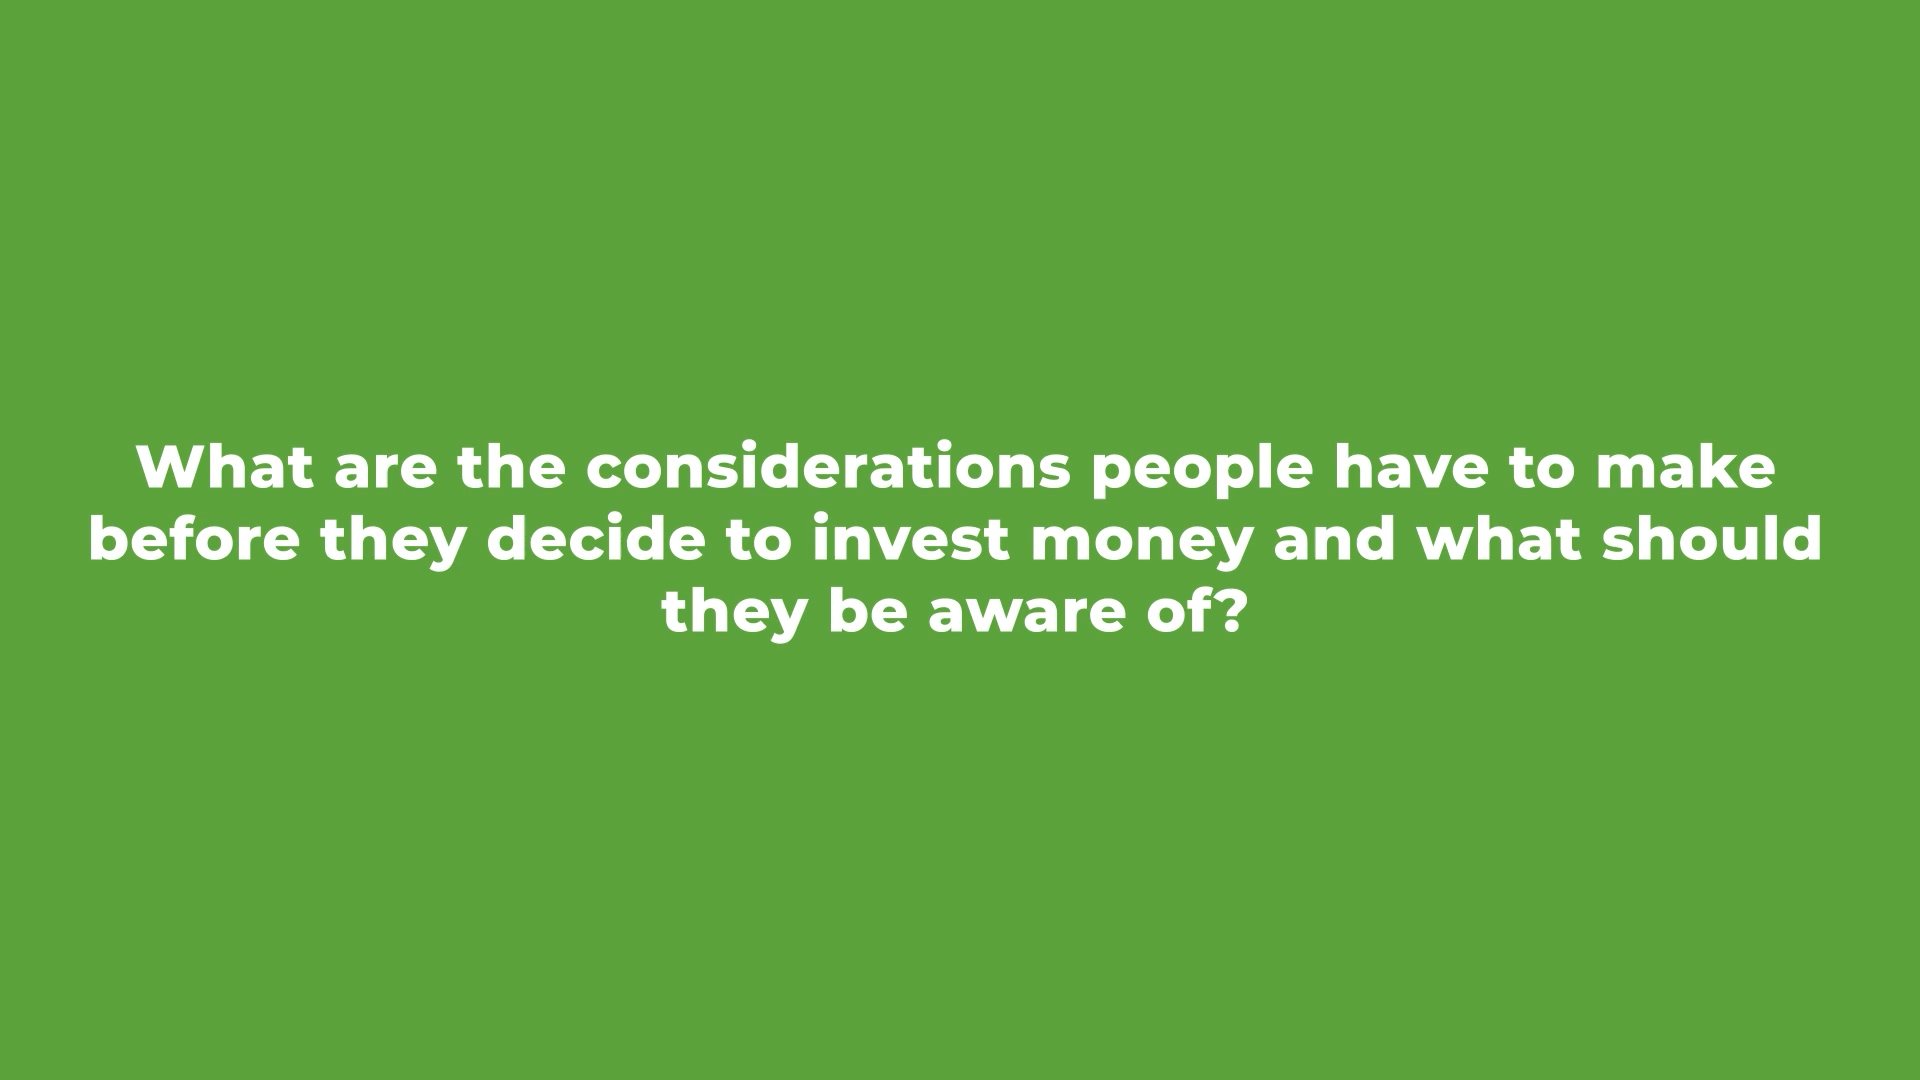 What are the considerations people have to make
before they decide to invest money and what should
they be aware of?